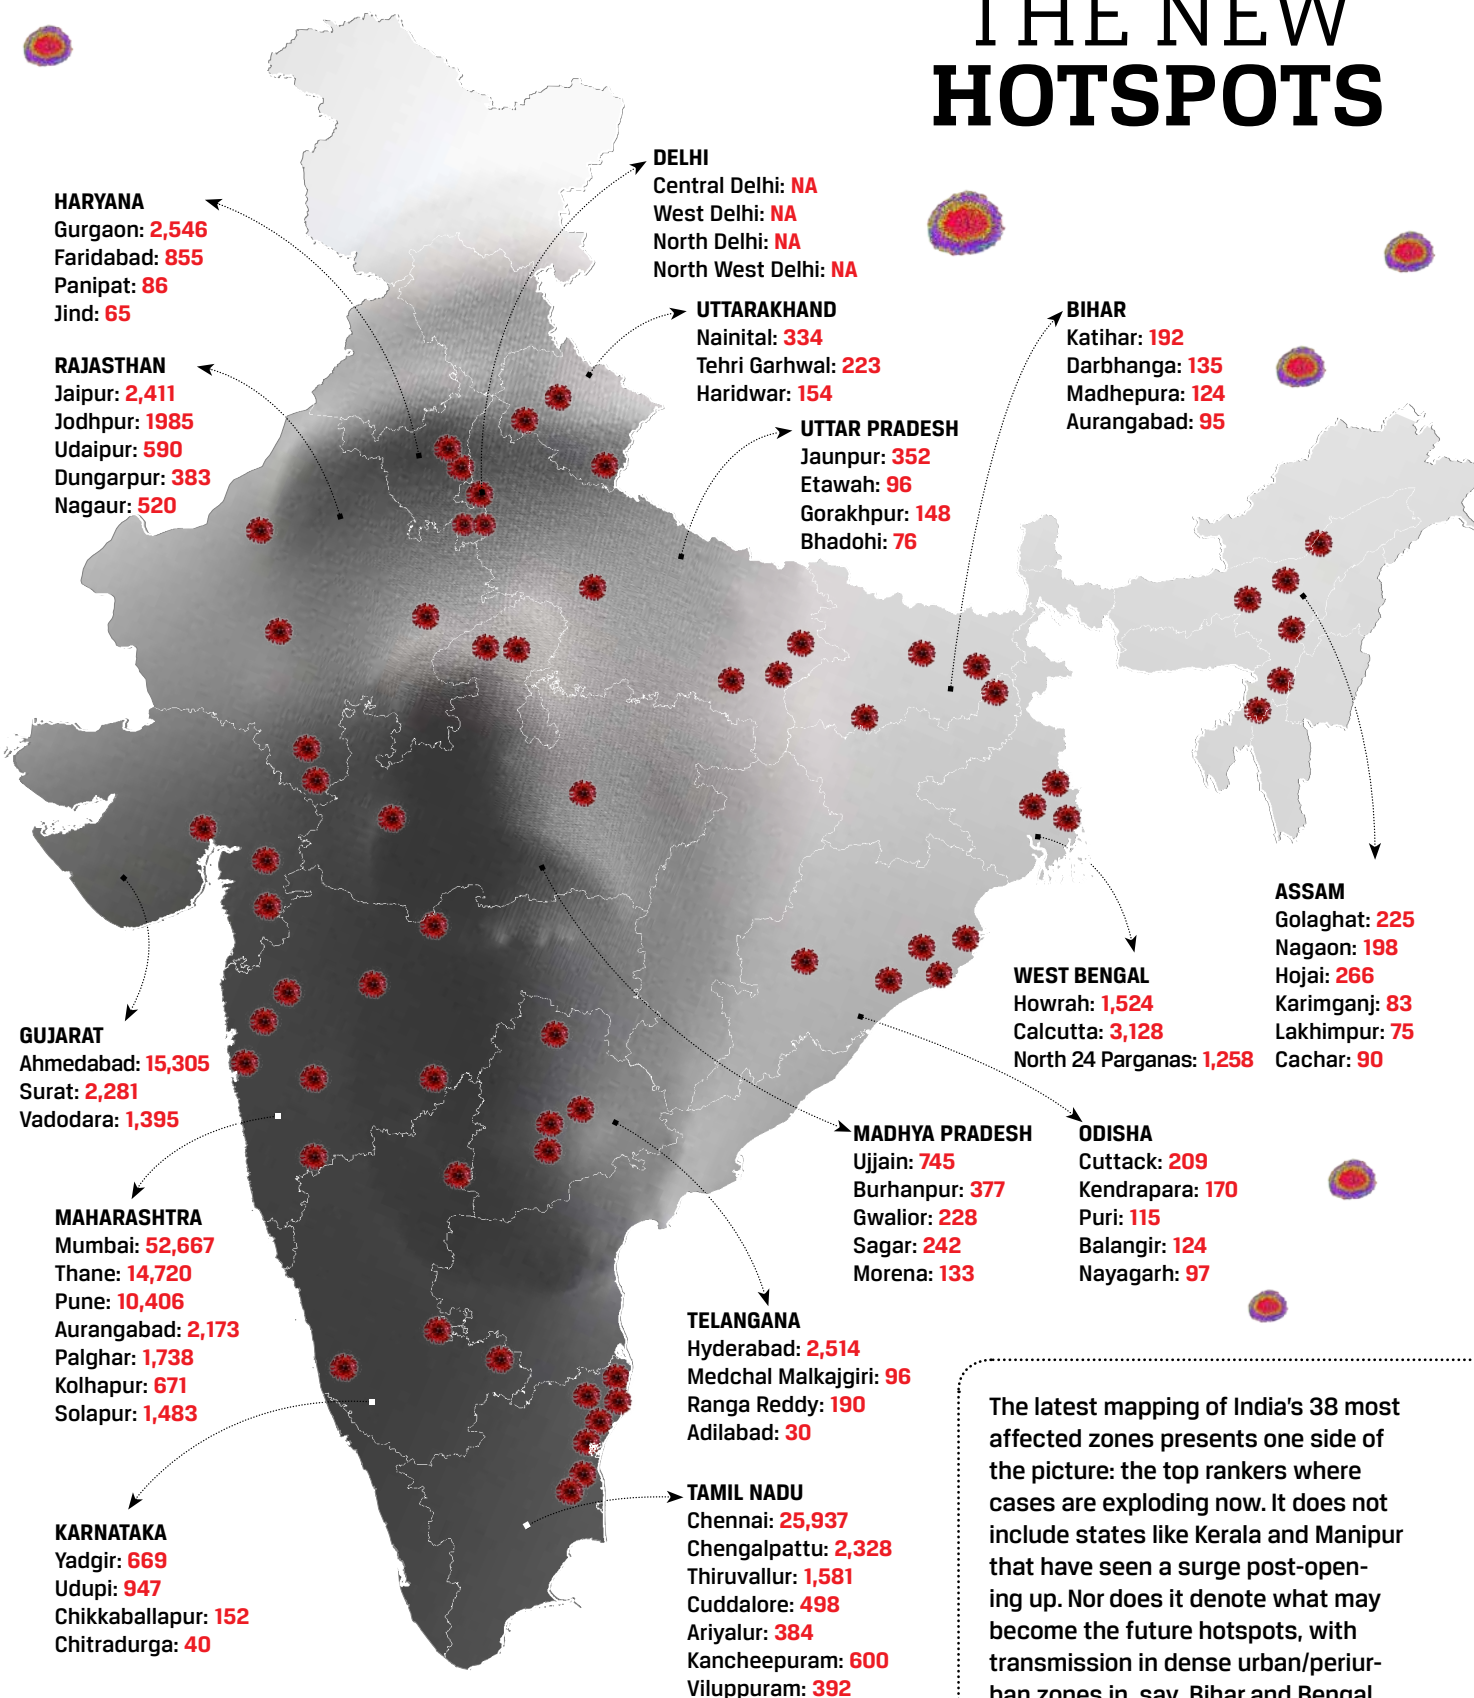 THE NEW
HOTSPOTS
HARYANA
Gurgaon: 2,546
Faridabad: 855
Panipat: 86
Jind: 65
RAJASTHAN
Jaipur: 2,411
Jodhpur: 1985
Udaipur: 590
Dungarpur: 383
Nagaur: 520
DELHI
Central Delhi: NA
West Delhi: NA
North Delhi: NA
North West Delhi: NA
UTTARAKHAND
Nainital: 334
Tehri Garhwal: 223
Haridwar: 154
UTTAR PRADESH
Jaunpur: 352
Etawah: 96
Gorakhpur: 148
Bhadohi: 76
BIHAR
Katihar: 192
Darbhanga: 135
Madhepura: 124
Aurangabad: 95
ASSAM
Golaghat: 225
Nagaon: 198
Hojai: 266
Karimganj: 83
Lakhimpur: 75
Cachar: 90
WEST BENGAL
Howrah: 1,524
Calcutta: 3,128
North 24 Parganas: 1,258
GUJARAT
Ahmedabad: 15,305
Surat: 2,281
Vadodara: 1,395
MADHYA PRADESH
Ujjain: 745
Burhanpur: 377
Gwalior: 228
Sagar: 242
Morena: 133
ODISHA
Cuttack: 209
Kendrapara: 170
Puri: 115
Balangir: 124
Nayagarh: 97
MAHARASHTRA
Mumbai: 52,667
Thane: 14,720
Pune: 10,406
Aurangabad: 2,173
Palghar: 1,738
Kolhapur: 671
Solapur: 1,483
TELANGANA
Hyderabad: 2,514
Medchal Malkajgiri: 96
Ranga Reddy: 190
Adilabad: 30
KARNATAKA
Yadgir: 669
Udupi: 947
Chikkaballapur: 152
Chitradurga: 40
TAMIL NADU
Chennai: 25,937
Chengalpattu: 2,328
Thiruvallur: 1,581
Cuddalore: 498
Ariyalur: 384
Kancheepuram: 600
Viluppuram: 392
The latest mapping of India's 38 most
affected zones presents one side of
the picture: the top rankers where
cases are exploding now. It does not
include states like Kerala and Manipur
that have seen a surge post-open-
ing up. Nor does it denote what may
become the future hotspots, with
transmission in dense urban/periur-
ban zones in, say, Bihar and Bengal